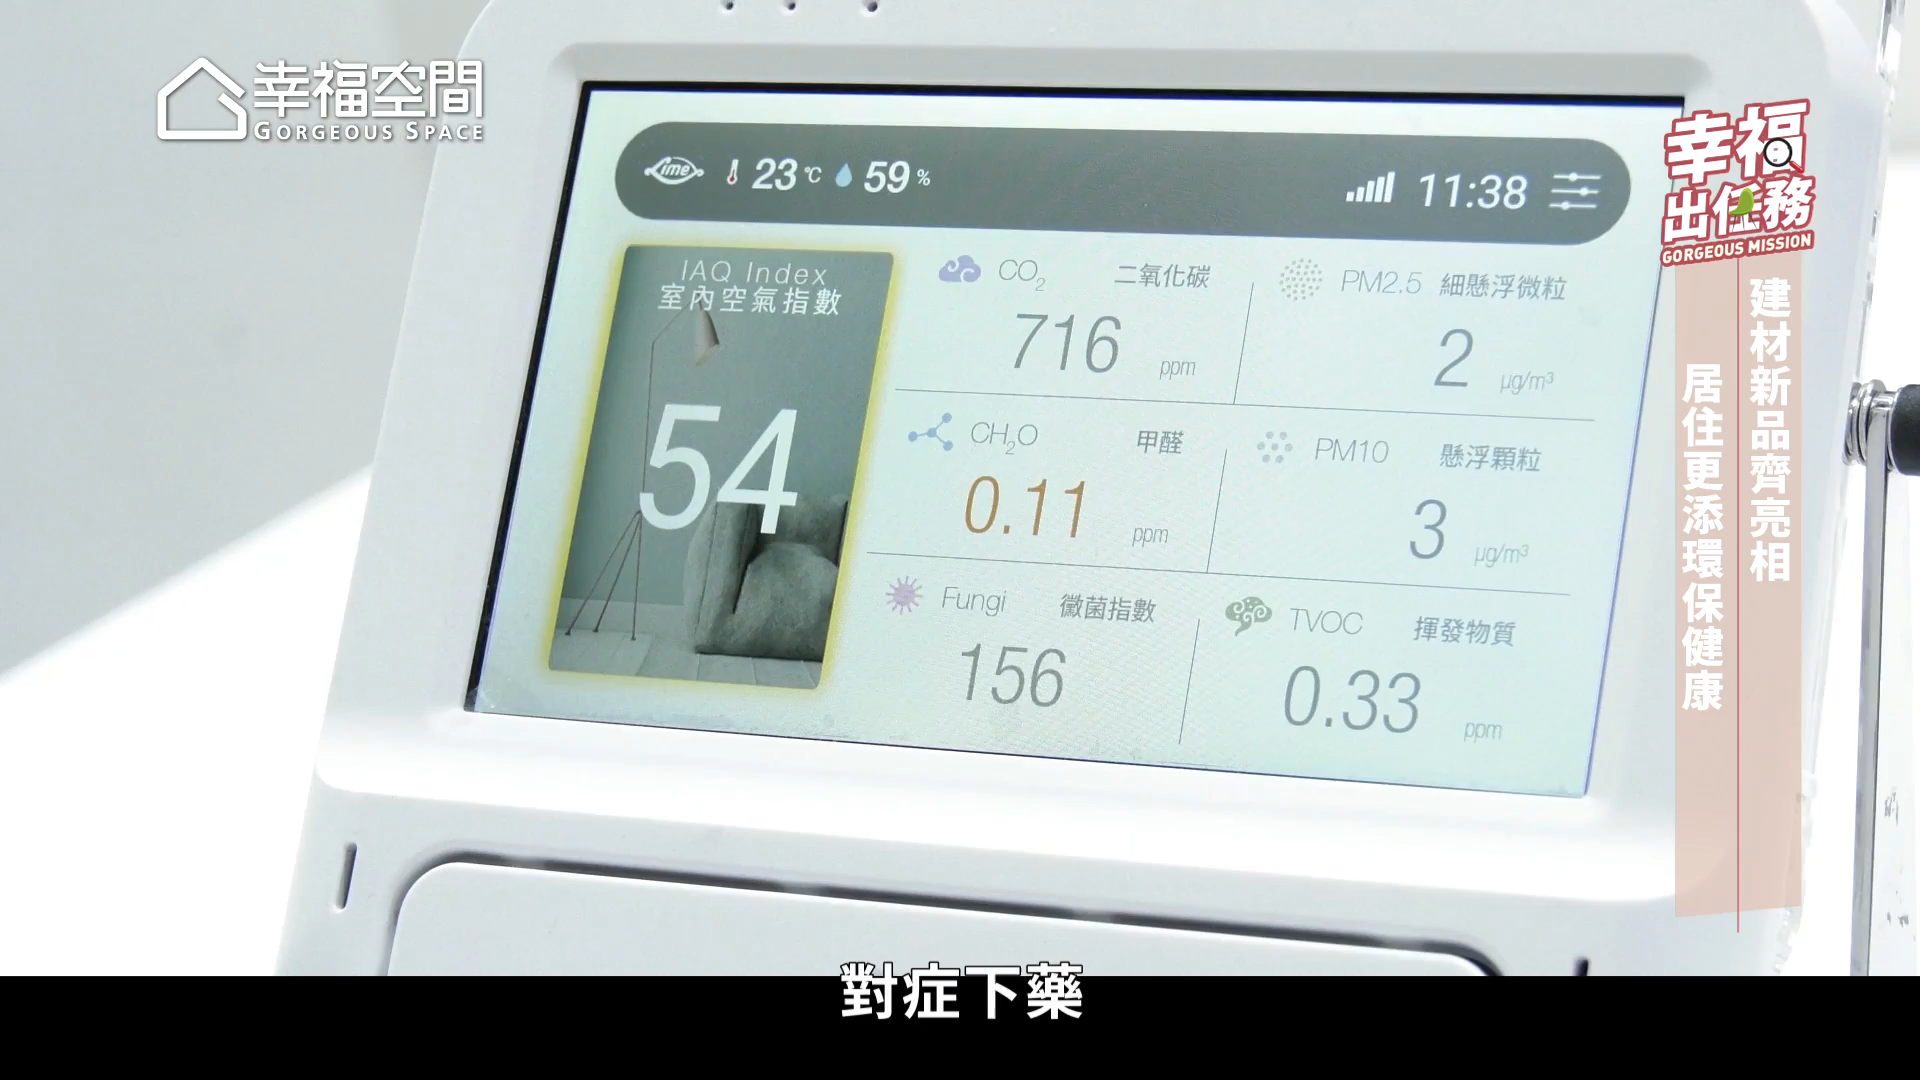 幸福空間
GORGEOUS SPACE
ime 23 °C 59 % 11:38
IAQ Index
室內空氣指數
54
CO2 二氧化碳
716 ppm
PM2.5 細懸浮微粒
2 µg/m³
CH2O 甲醛
0.11 ppm
PM10 懸浮顆粒
3 µg/m³
Fungi 黴菌指數
156
TVOC 揮發物質
0.33 ppm
幸福
出任務
GORGEOUS MISSION
建材新品齊亮相
居住更添環保健康
對症下藥